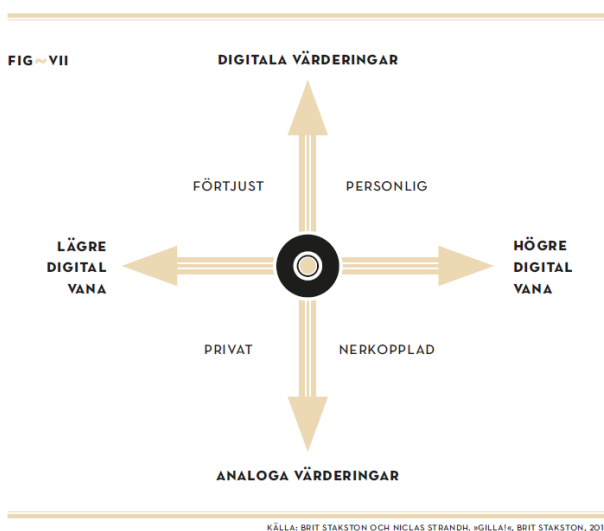 FIG~VII
DIGITALA VÄRDERINGAR
FÖRTJUST
PERSONLIG
LÄGRE
DIGITAL
VANA
HÖGRE
DIGITAL
VANA
PRIVAT
NERKOPPLAD
ANALOGA VÄRDERINGAR
KÄLLA: BRIT STAKSTON OCH NICLAS STRANDH. »GILLA!«, BRIT STAKSTON, 201